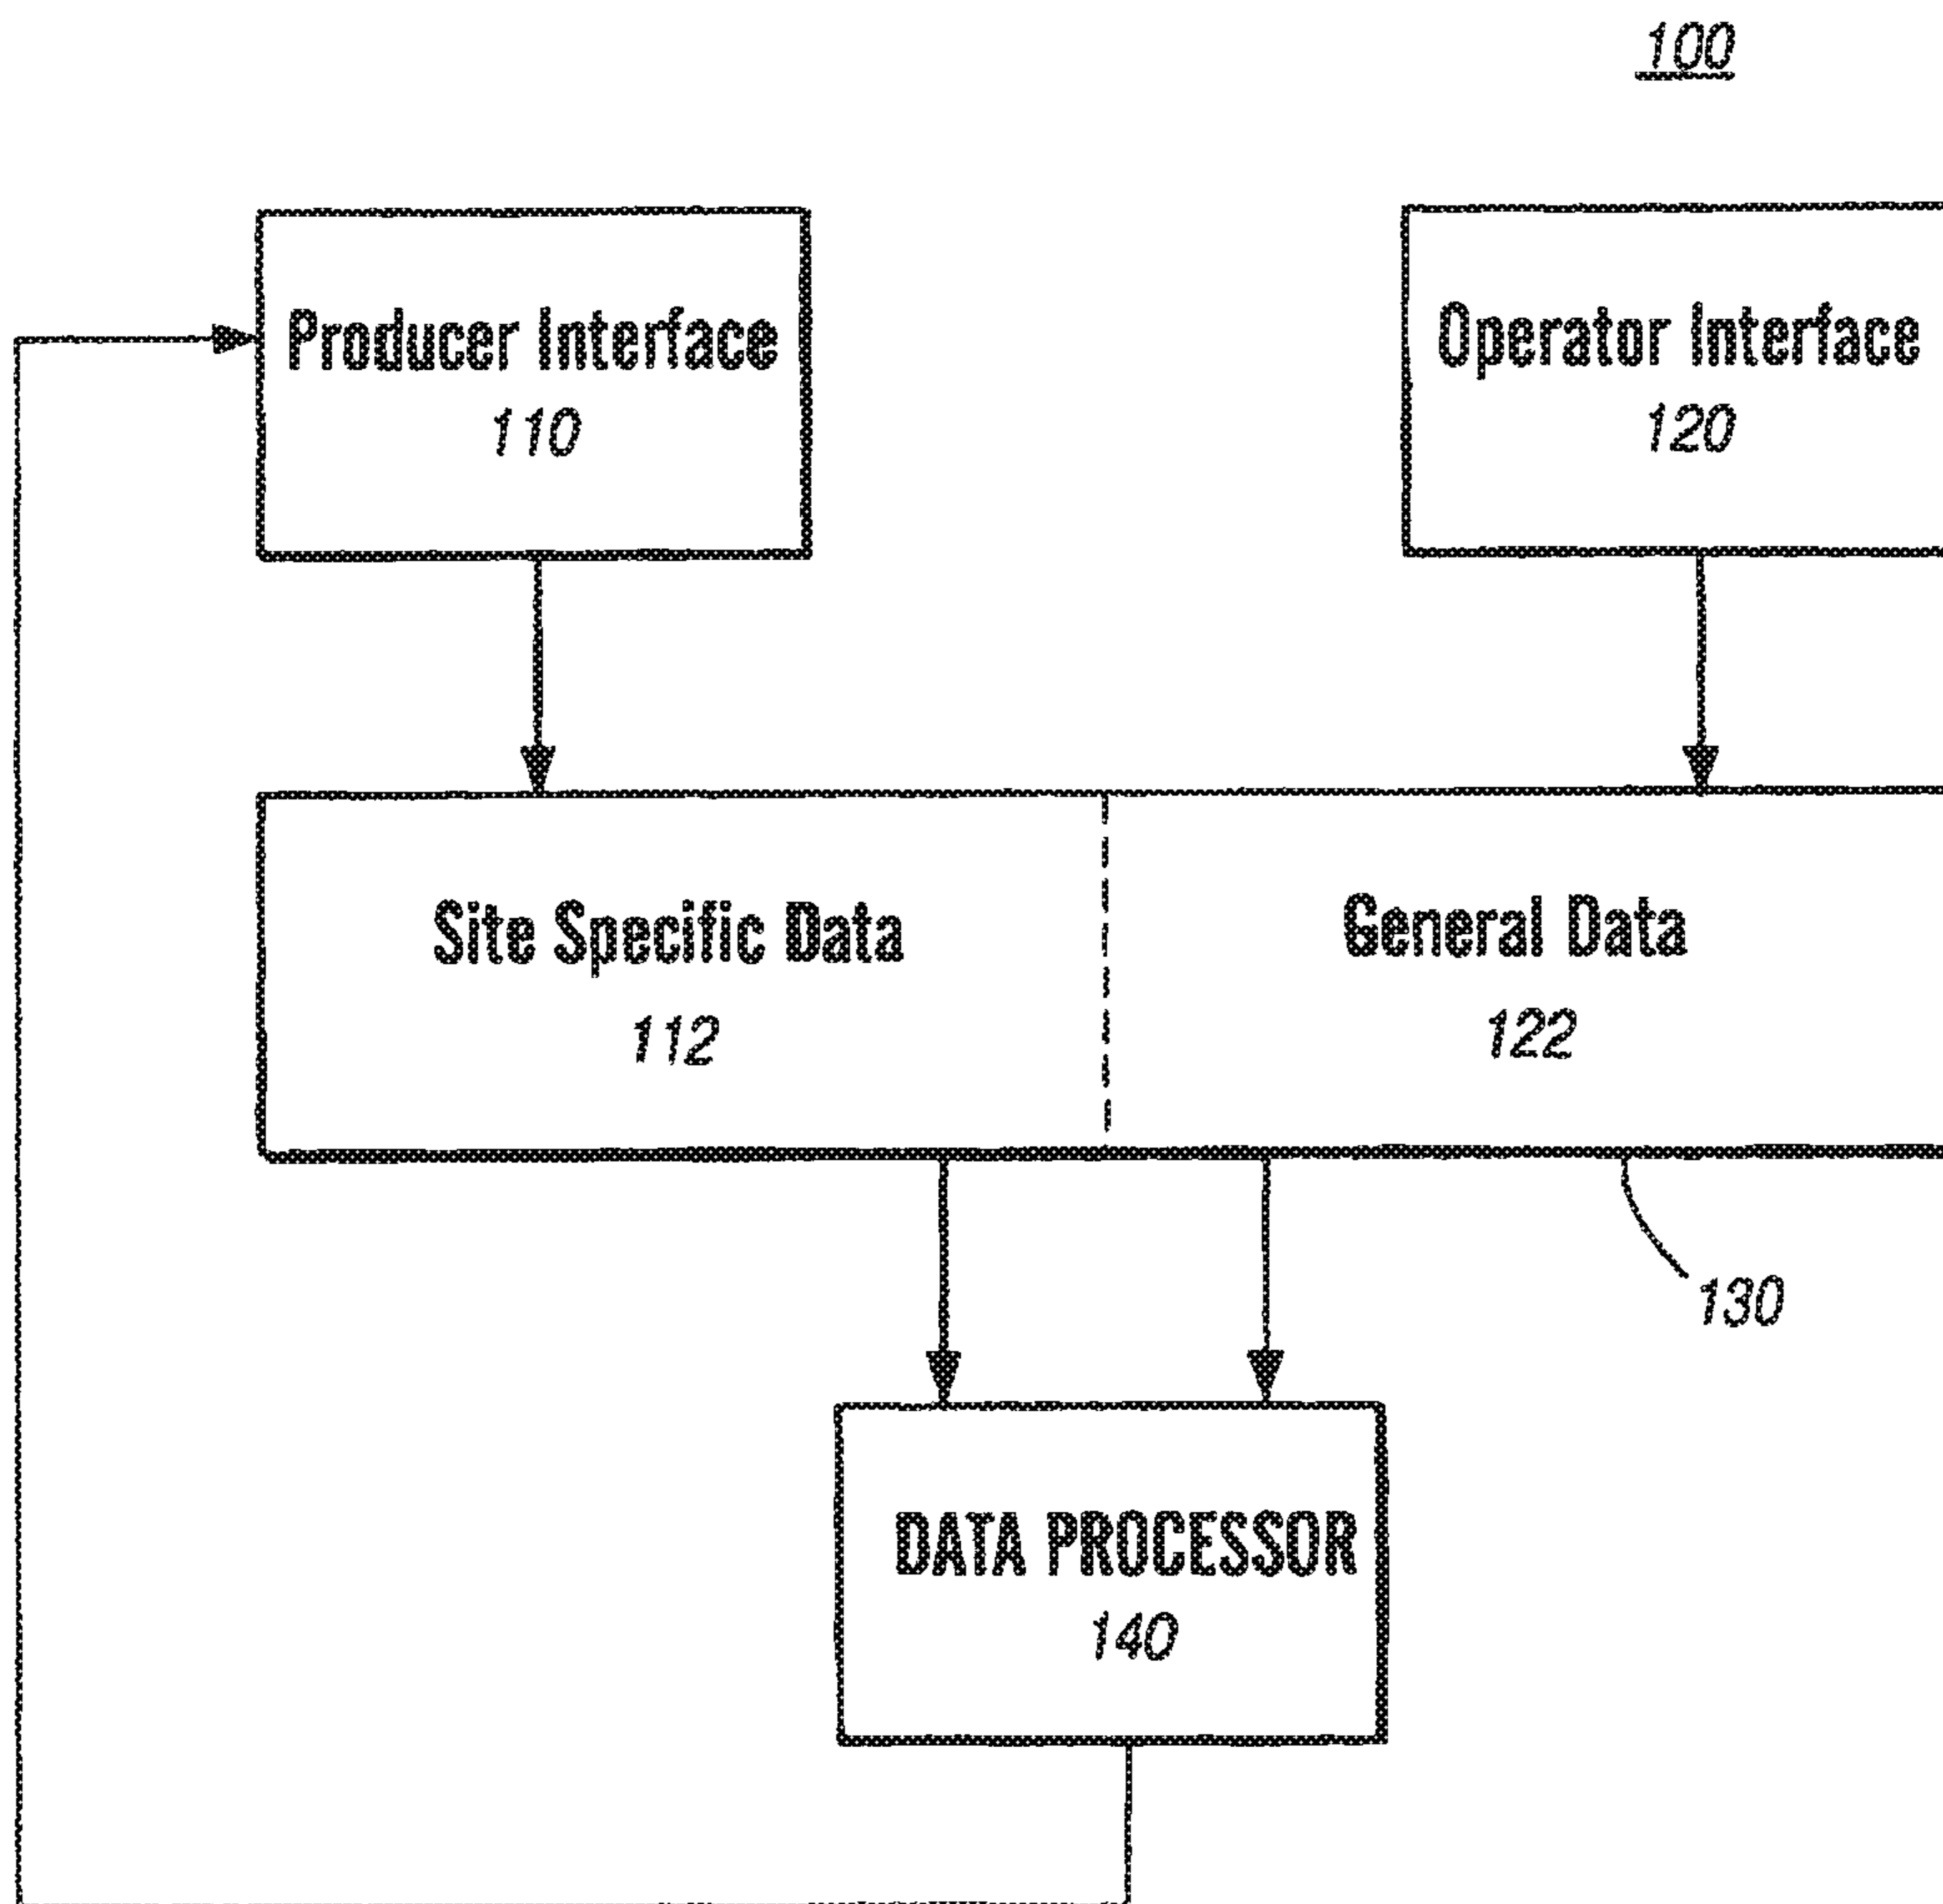 100
Producer Interface
110
Operator Interface
120
Site Specific Data
112
General Data
122
130
DATA PROCESSOR
140